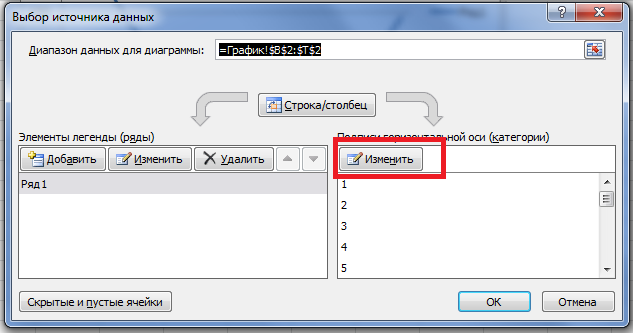 Выбор источника данных
Диапазон данных для диаграммы: =График!$B$2:$T$2
Строка/столбец
Элементы легенды (ряды)
Добавить Изменить Удалить
Ряд1
Подписи горизонтальной оси (категории)
Изменить
1
2
3
4
5
Скрытые и пустые ячейки
ОК Отмена